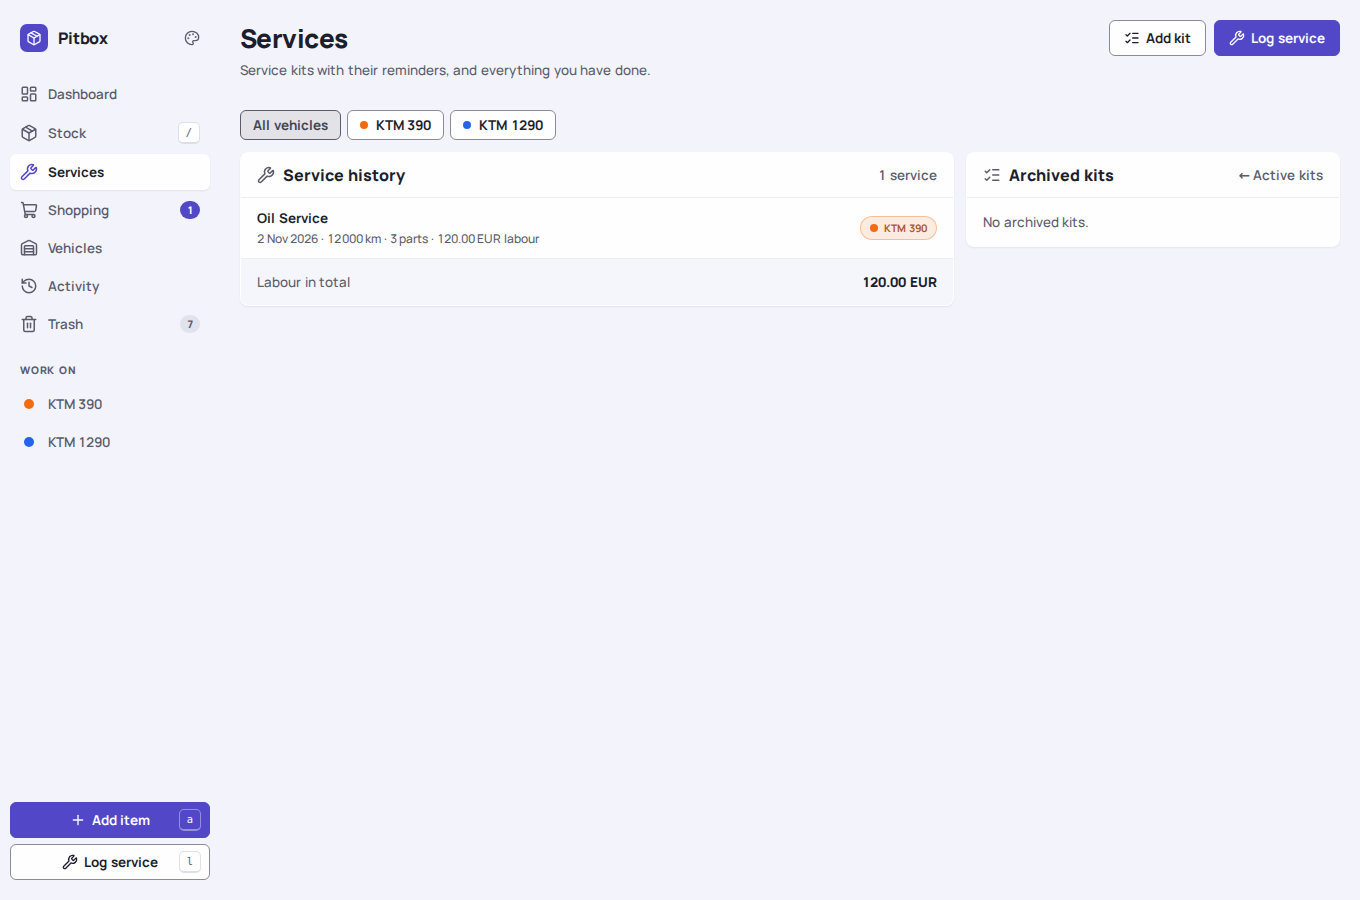 Pitbox
Dashboard
Stock /
Services
Shopping 1
Vehicles
Activity
Trash 7
WORK ON
KTM 390
KTM 1290
Add item a
Log service l
Services
Service kits with their reminders, and everything you have done.
Add kit
Log service
All vehicles
KTM 390
KTM 1290
Service history
1 service
Oil Service
2 Nov 2026 · 12 000 km · 3 parts · 120.00 EUR labour
KTM 390
Labour in total
120.00 EUR
Archived kits
← Active kits
No archived kits.